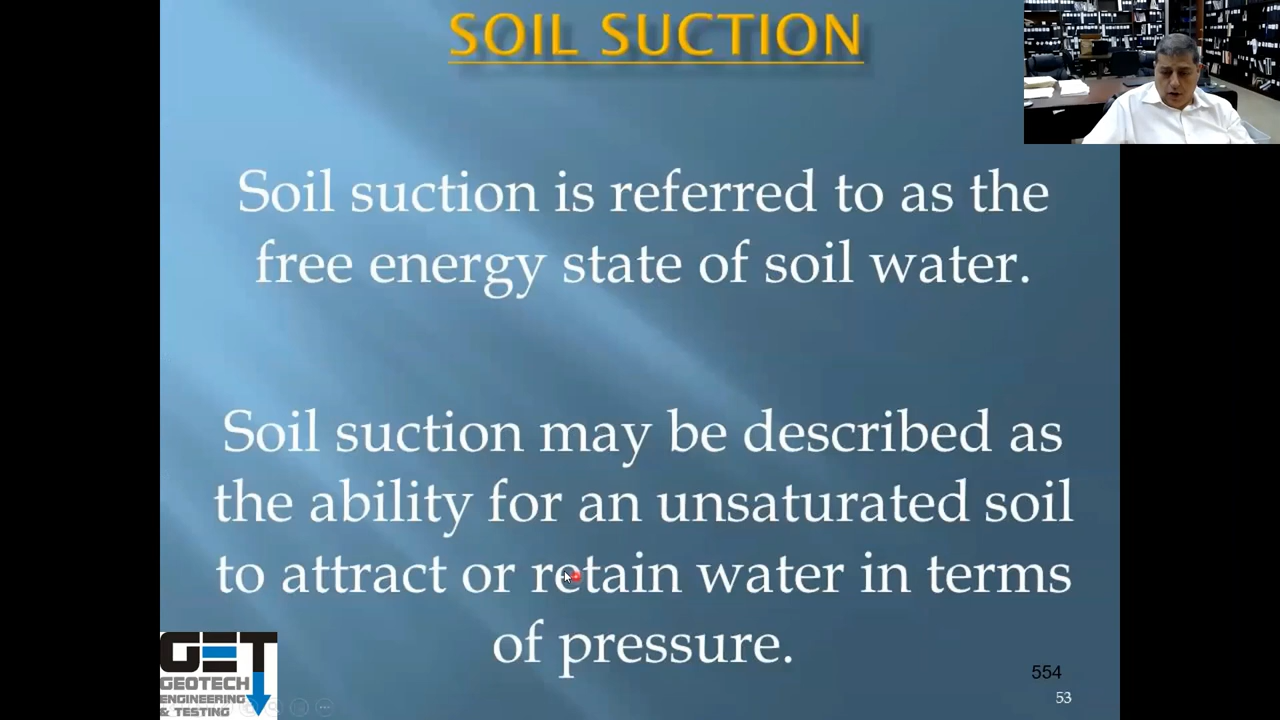 SOIL SUCTION
Soil suction is referred to as the
free energy state of soil water.
Soil suction may be described as
the ability for an unsaturated soil
to attract or retain water in terms
of pressure.
GET
GEOTECH
ENGINEERING
& TESTING
554
53